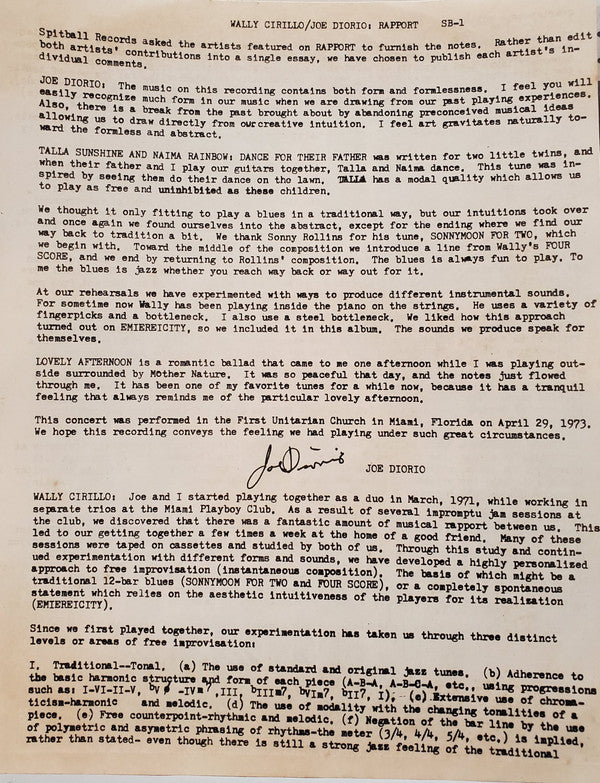 WALLY CIRILLO/JOE DIORIO: RAPPORT SB-1
Spitball Records asked the artists featured on RAPPORT to furnish the notes. Rather than edit
both artists' contributions into a single essay, we have chosen to publish each artist's in-
dividual comments.
JOE DIORIO: The music on this recording contains both form and formlessness. I feel you will
easily recognize much form in our music when we are drawing from our past playing experiences.
Also, there is a break from the past brought about by abandoning preconceived musical ideas
allowing us to draw directly from our creative intuition. I feel art gravitates naturally to-
ward the formless and abstract.
TALLA SUNSHINE AND NAIMA RAINBOW: DANCE FOR THEIR FATHER was written for two little twins, and
when their father and I play our guitars together, Talla and Naima dance. This tune was in-
spired by seeing them do their dance on the lawn. TALLA has a modal quality which allows us
to play as free and uninhibited as these children.
We thought it only fitting to play a blues in a traditional way, but our intuitions took over
and once again we found ourselves into the abstract, except for the ending where we find our
way back to tradition a bit. We thank Sonny Rollins for his tune, SONNYMOON FOR TWO, which
we begin with. Toward the middle of the composition we introduce a line from Wally's FOUR
SCORE, and we end by returning to Rollins' composition. The blues is always fun to play. To
me the blues is jazz whether you reach way back or way out for it.
At our rehearsals we have experimented with ways to produce different instrumental sounds.
For sometime now Wally has been playing inside the piano on the strings. He uses a variety of
fingerpicks and a bottleneck. I also use a steel bottleneck. We liked how this approach
turned out on EMIEREICITY, so we included it in this album. The sounds we produce speak for
themselves.
LOVELY AFTERNOON is a romantic ballad that came to me one afternoon while I was playing out-
side surrounded by Mother Nature. It was so peaceful that day, and the notes just flowed
through me. It has been one of my favorite tunes for a while now, because it has a tranquil
feeling that always reminds me of the particular lovely afternoon.
This concert was performed in the First Unitarian Church in Miami, Florida on April 29, 1973.
We hope this recording conveys the feeling we had playing under such great circumstances.
Joe Diorio JOE DIORIO
WALLY CIRILLO: Joe and I started playing together as a duo in March, 1971, while working in
separate trios at the Miami Playboy Club. As a result of several impromptu jam sessions at
the club, we discovered that there was a fantastic amount of musical rapport between us. This
led to our getting together a few times a week at the home of a good friend. Many of these
sessions were taped on cassettes and studied by both of us. Through this study and contin-
ued experimentation with different forms and sounds, we have developed a highly personalized
approach to free improvisation (instantaneous composition). The basis of which might be a
traditional 12-bar blues (SONNYMOOM FOR TWO and FOUR SCORE), or a completely spontaneous
statement which relies on the aesthetic intuitiveness of the players for its realization
(EMIEREICITY).
Since we first played together, our experimentation has taken us through three distinct
levels or areas of free improvisation:
I. Traditional--Tonal. (a) The use of standard and original jazz tunes. (b) Adherence to
the basic harmonic structure and form of each piece (A-B-A, A-B-C-A, etc., using progressions
such as: I-VI-II-V, bV -IVm7, III, bIIIm7, bVIm7, bII7, I). (c) Extensive use of chroma-
ticism-harmonic and melodic. (d) The use of modality with the changing tonalities of a
piece. (e) Free counterpoint-rhythmic and melodic. (f) Negation of the bar line by the use
of polymetric and asymetric phrasing of rhythms-the meter (3/4, 4/4, 5/4, etc.) is implied,
rather than stated- even though there is still a strong jazz feeling of the traditional